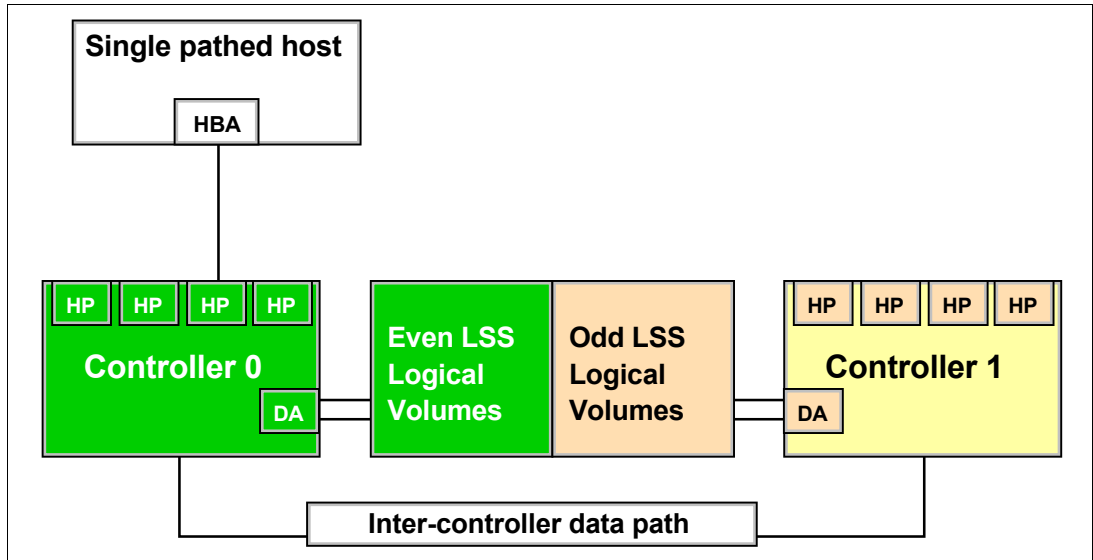 Single pathed host
HBA
HP HP HP HP
Controller 0
DA
Even LSS
Logical
Volumes
Odd LSS
Logical
Volumes
HP HP HP HP
Controller 1
DA
Inter-controller data path